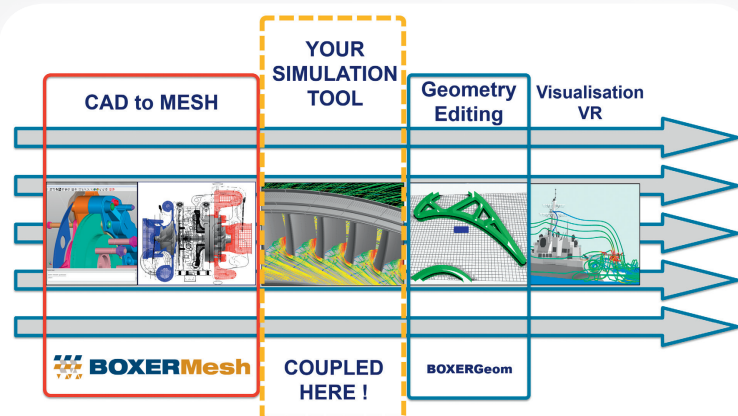 CAD to MESH
YOUR
SIMULATION
TOOL
Geometry
Editing
Visualisation
VR
BOXERMesh
COUPLED
HERE !
BOXERGeom